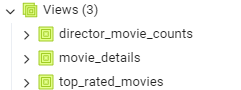 Views (3)
director_movie_counts
movie_details
top_rated_movies